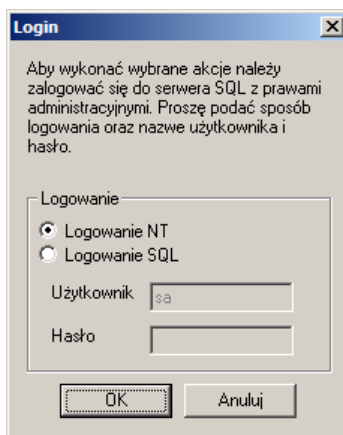 Login
Aby wykonać wybrane akcje należy
zalogować się do serwera SQL z prawami
administracyjnymi. Proszę podać sposób
logowania oraz nazwe użytkownika i
hasło.
Logowanie
Logowanie NT
Logowanie SQL
Użytkownik sa
Hasło
OK Anuluj